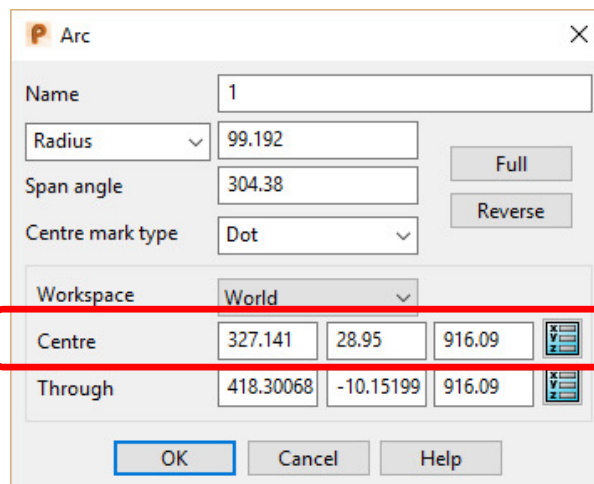 Arc
Name 1
Radius 99.192
Full
Span angle 304.38
Reverse
Centre mark type Dot
Workspace World
Centre 327.141 28.95 916.09
Through 418.30068 -10.15199 916.09
OK Cancel Help